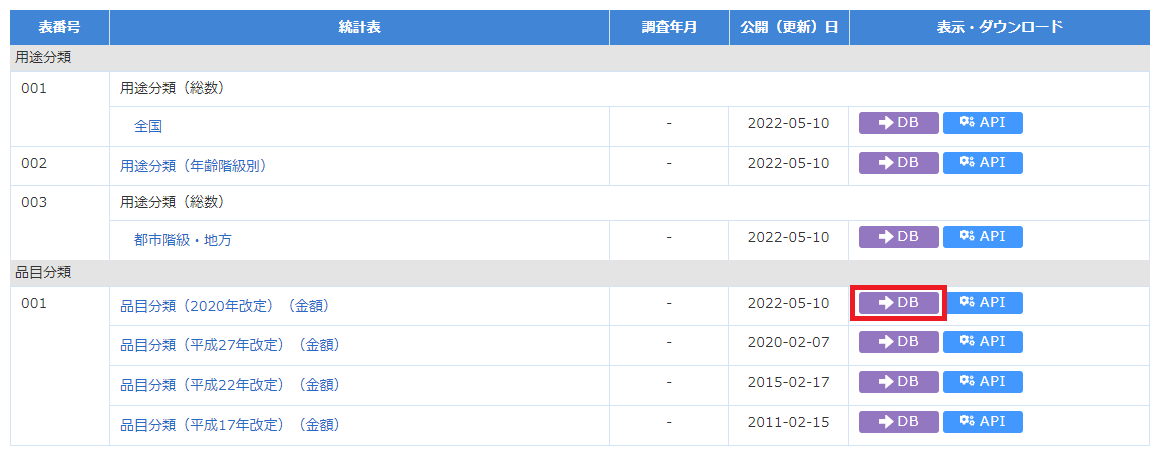 表番号 統計表 調査年月 公開（更新）日 表示・ダウンロード
用途分類
001 用途分類（総数）
全国 - 2022-05-10 DB API
002 用途分類（年齢階級別） - 2022-05-10 DB API
003 用途分類（総数）
都市階級・地方 - 2022-05-10 DB API
品目分類
001 品目分類（2020年改定）（金額） - 2022-05-10 DB API
品目分類（平成27年改定）（金額） - 2020-02-07 DB API
品目分類（平成22年改定）（金額） - 2015-02-17 DB API
品目分類（平成17年改定）（金額） - 2011-02-15 DB API